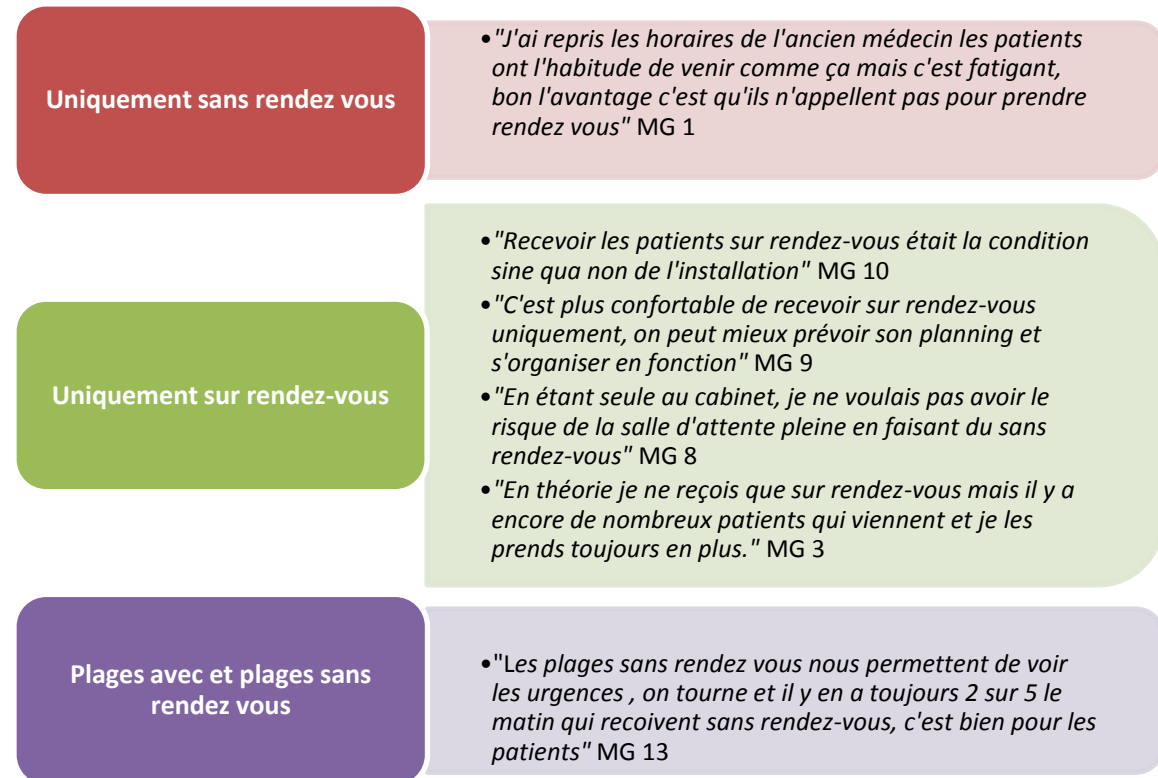 Uniquement sans rendez vous
•"J'ai repris les horaires de l'ancien médecin les patients
ont l'habitude de venir comme ça mais c'est fatigant,
bon l'avantage c'est qu'ils n'appellent pas pour prendre
rendez vous" MG 1
Uniquement sur rendez-vous
•"Recevoir les patients sur rendez-vous était la condition
sine qua non de l'installation" MG 10
•"C'est plus confortable de recevoir sur rendez-vous
uniquement, on peut mieux prévoir son planning et
s'organiser en fonction" MG 9
•"En étant seule au cabinet, je ne voulais pas avoir le
risque de la salle d'attente pleine en faisant du sans
rendez-vous" MG 8
•"En théorie je ne reçois que sur rendez-vous mais il y a
encore de nombreux patients qui viennent et je les
prends toujours en plus." MG 3
Plages avec et plages sans
rendez vous
•"Les plages sans rendez vous nous permettent de voir
les urgences , on tourne et il y en a toujours 2 sur 5 le
matin qui recoivent sans rendez-vous, c'est bien pour les
patients" MG 13